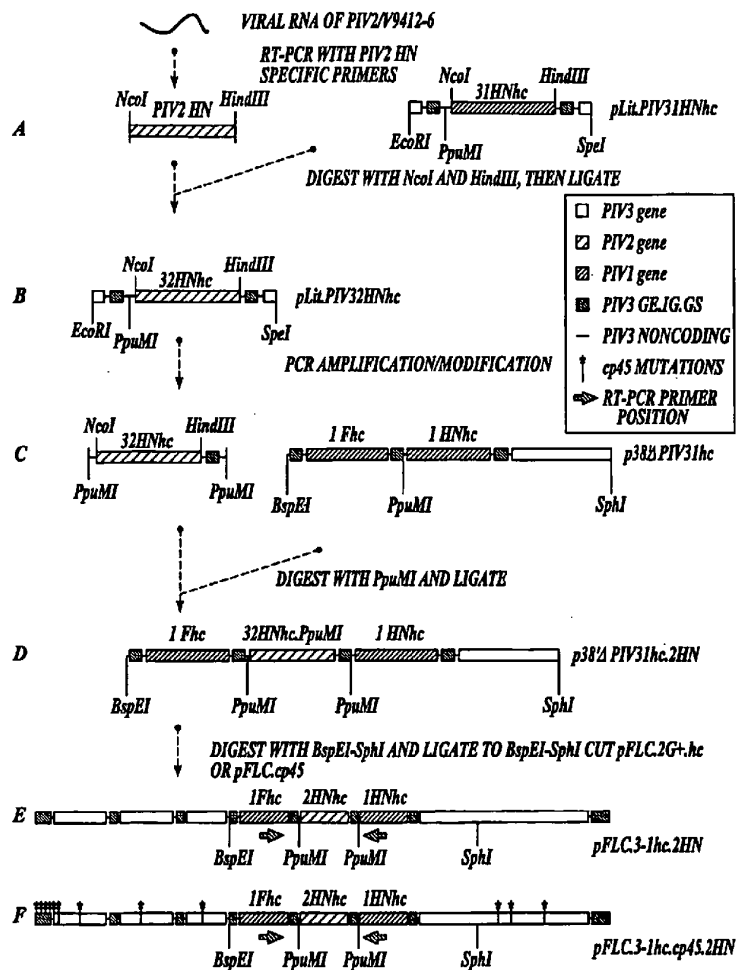 VIRAL RNA OF PIV2/V9412-6
RT-PCR WITH PIV2 HN
SPECIFIC PRIMERS
NcoI PIV2 HN HindIII
A
NcoI HindIII
31HNhc
pLit.PIV31HNhc
EcoRI PpuMI SpeI
DIGEST WITH NcoI AND HindIII, THEN LIGATE
PIV3 gene
PIV2 gene
PIV1 gene
PIV3 GE.IG.GS
PIV3 NONCODING
cp45 MUTATIONS
RT-PCR PRIMER
POSITION
NcoI HindIII
32HNhc
B
pLit.PIV32HNhc
EcoRI PpuMI SpeI
PCR AMPLIFICATION/MODIFICATION
NcoI HindIII
32HNhc
C
PpuMI PpuMI
1 Fhc 1 HNhc
p38Δ PIV31hc
BspEI PpuMI SphI
DIGEST WITH PpuMI AND LIGATE
1 Fhc 32HNhc.PpuMI 1 HNhc
D
p38'Δ PIV31hc.2HN
BspEI PpuMI PpuMI SphI
DIGEST WITH BspEI-SphI AND LIGATE TO BspEI-SphI CUT pFLC.2G+.hc
OR pFLC.cp45
1Fhc 2HNhc 1HNhc
E
BspEI PpuMI PpuMI SphI
pFLC.3-1hc.2HN
1Fhc 2HNhc 1HNhc
F
BspEI PpuMI PpuMI SphI
pFLC.3-1hc.cp45.2HN